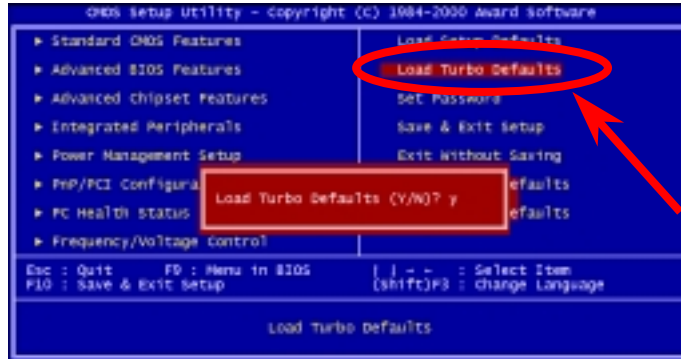 CMOS Setup Utility - Copyright (C) 1984-2000 Award Software
▶ Standard CMOS Features
▶ Advanced BIOS Features
▶ Advanced Chipset Features
▶ Integrated Peripherals
▶ Power Management Setup
▶ PnP/PCI Configura
▶ PC Health Status
▶ Frequency/Voltage Control
Load Setup Defaults
Load Turbo Defaults
Set Password
Save & Exit Setup
Exit Without Saving
efaults
efaults
Load Turbo Defaults (Y/N)? y
Esc : Quit F9 : Menu in BIOS : Select Item
F10 : Save & Exit Setup (Shift)F3 : Change Language
Load Turbo Defaults